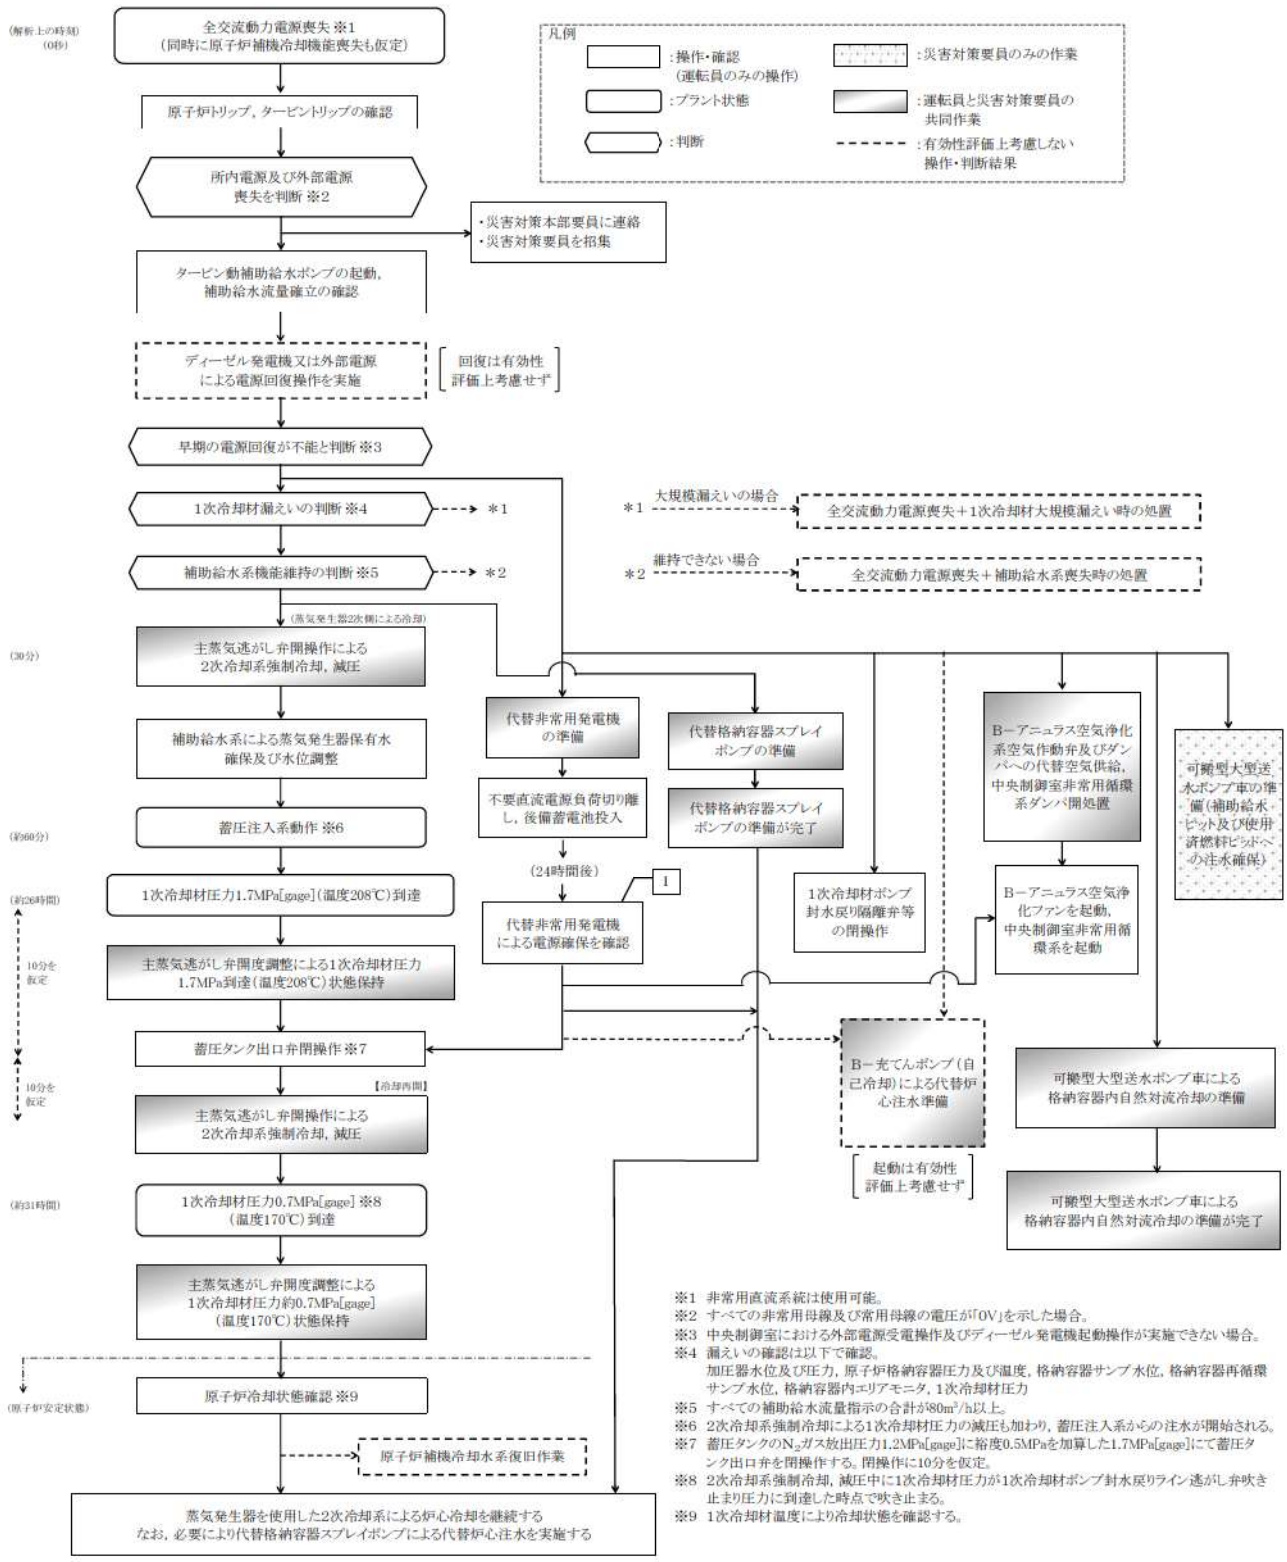 (解析上の時刻)
(0秒)
全交流動力電源喪失※1
(同時に原子炉補機冷却機能喪失も仮定)
凡例
:操作・確認
(運転員のみの操作)
:プラント状態
:判断
:災害対策要員のみの作業
:運転員と災害対策要員の
共同作業
:有効性評価上考慮しない
操作・判断結果
原子炉トリップ，タービントリップの確認
所内電源及び外部電源
喪失を判断※2
・災害対策本部要員に連絡
・災害対策要員を招集
タービン動補助給水ポンプの起動，
補助給水流量確立の確認
ディーゼル発電機又は外部電源
による電源回復操作を実施
回復は有効性
評価上考慮せず
早期の電源回復が不能と判断※3
1次冷却材漏えいの判断※4
＊1
＊1
大規模漏えいの場合
全交流動力電源喪失＋1次冷却材大規模漏えい時の処置
補助給水系機能維持の判断※5
＊2
＊2
維持できない場合
全交流動力電源喪失＋補助給水系喪失時の処置
(蒸気発生器2次側による冷却)
(30分)
主蒸気逃がし弁開操作による
2次冷却系強制冷却，減圧
補助給水系による蒸気発生器保有水
確保及び水位調整
代替非常用発電機
の準備
代替格納容器スプレイ
ポンプの準備
B－アニュラス空気浄化
系空気作動弁及びダン
パへの代替空気供給，
中央制御室非常用循環
系ダンパ開処置
可搬型大型送
水ポンプ車の準
備(補助給水
ピット及び使用
済燃料ピットへ
の注水確保)
不要直流電源負荷切り離
し，後備蓄電池投入
代替格納容器スプレイ
ポンプの準備が完了
(約60分)
蓄圧注入系動作※6
(24時間後)
1
1次冷却材ポンプ
封水戻り隔離弁等
の閉操作
B－アニュラス空気浄
化ファンを起動，
中央制御室非常用循
環系を起動
(約26時間)
1次冷却材圧力1.7MPa[gage](温度208℃)到達
代替非常用発電機
による電源確保を確認
10分を
仮定
主蒸気逃がし弁開度調整による1次冷却材圧力
1.7MPa到達(温度208℃)状態保持
蓄圧タンク出口弁閉操作※7
B－充てんポンプ(自
己冷却)による代替炉
心注水準備
可搬型大型送水ポンプ車による
格納容器内自然対流冷却の準備
10分を
仮定
【冷却再開】
主蒸気逃がし弁開操作による
2次冷却系強制冷却，減圧
起動は有効性
評価上考慮せず
可搬型大型送水ポンプ車による
格納容器内自然対流冷却の準備が完了
(約31時間)
1次冷却材圧力0.7MPa[gage]※8
(温度170℃)到達
主蒸気逃がし弁開度調整による
1次冷却材圧力約0.7MPa[gage]
(温度170℃)状態保持
(原子炉安定状態)
原子炉冷却状態確認※9
原子炉補機冷却水系復旧作業
蒸気発生器を使用した2次冷却系による炉心冷却を継続する
なお，必要により代替格納容器スプレイポンプによる代替炉心注水を実施する
※1 非常用直流系統は使用可能。
※2 すべての非常用母線及び常用母線の電圧が「0V」を示した場合。
※3 中央制御室における外部電源受電操作及びディーゼル発電機起動操作が実施できない場合。
※4 漏えいの確認は以下で確認。
加圧器水位及び圧力，原子炉格納容器圧力及び温度，格納容器サンプ水位，格納容器再循環
サンプ水位，格納容器内エリアモニタ，1次冷却材圧力
※5 すべての補助給水流量指示の合計が80m³/h以上。
※6 2次冷却系強制冷却による1次冷却材圧力の減圧も加わり，蓄圧注入系からの注水が開始される。
※7 蓄圧タンクのN₂ガス放出圧力1.2MPa[gage]に裕度0.5MPaを加算した1.7MPa[gage]にて蓄圧タ
ンク出口弁を閉操作する。閉操作に10分を仮定。
※8 2次冷却系強制冷却，減圧中に1次冷却材圧力が1次冷却材ポンプ封水戻りライン逃がし弁吹き
止まり圧力に到達した時点で吹き止まる。
※9 1次冷却材温度により冷却状態を確認する。